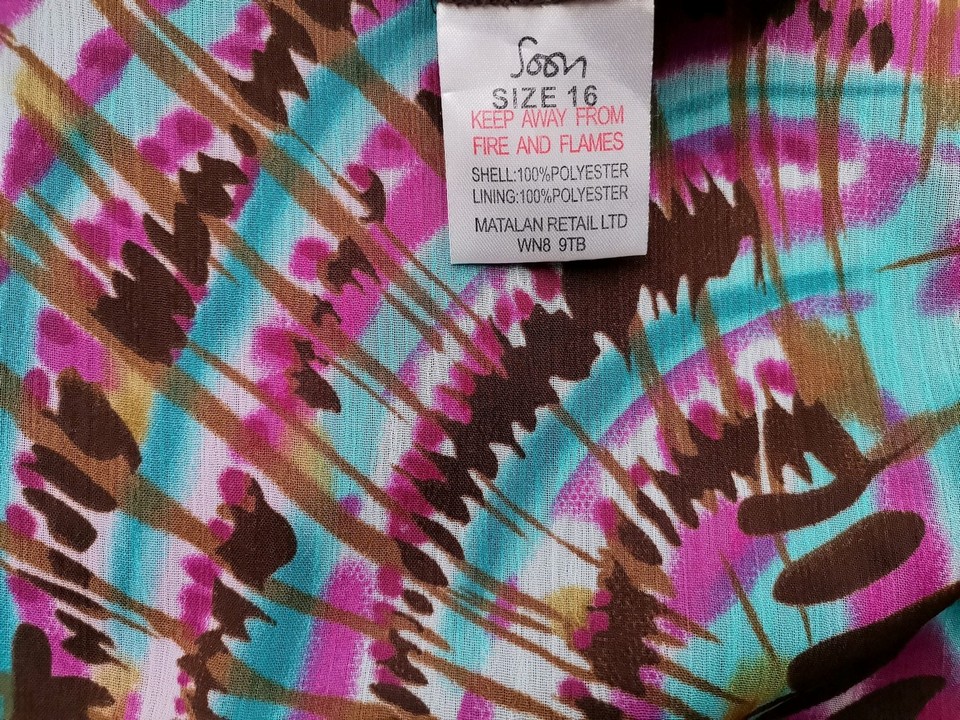 Soon
SIZE 16
KEEP AWAY FROM
FIRE AND FLAMES
SHELL:100%POLYESTER
LINING:100%POLYESTER
MATALAN RETAIL LTD
WN8 9TB